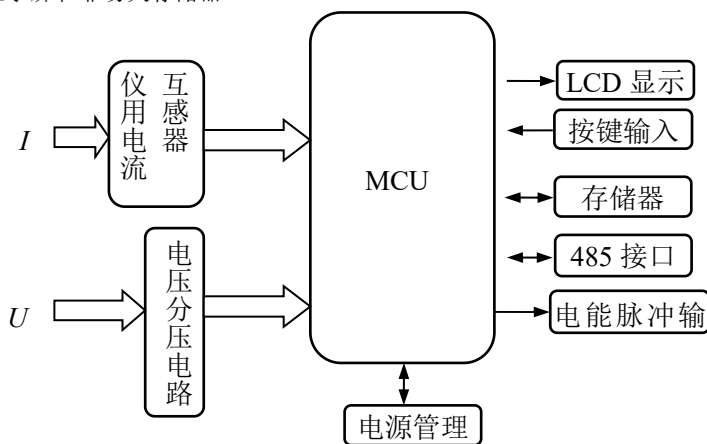 I
仪用电流
互感器
U
电压分压电路
MCU
LCD 显示
按键输入
存储器
485 接口
电能脉冲输
电源管理